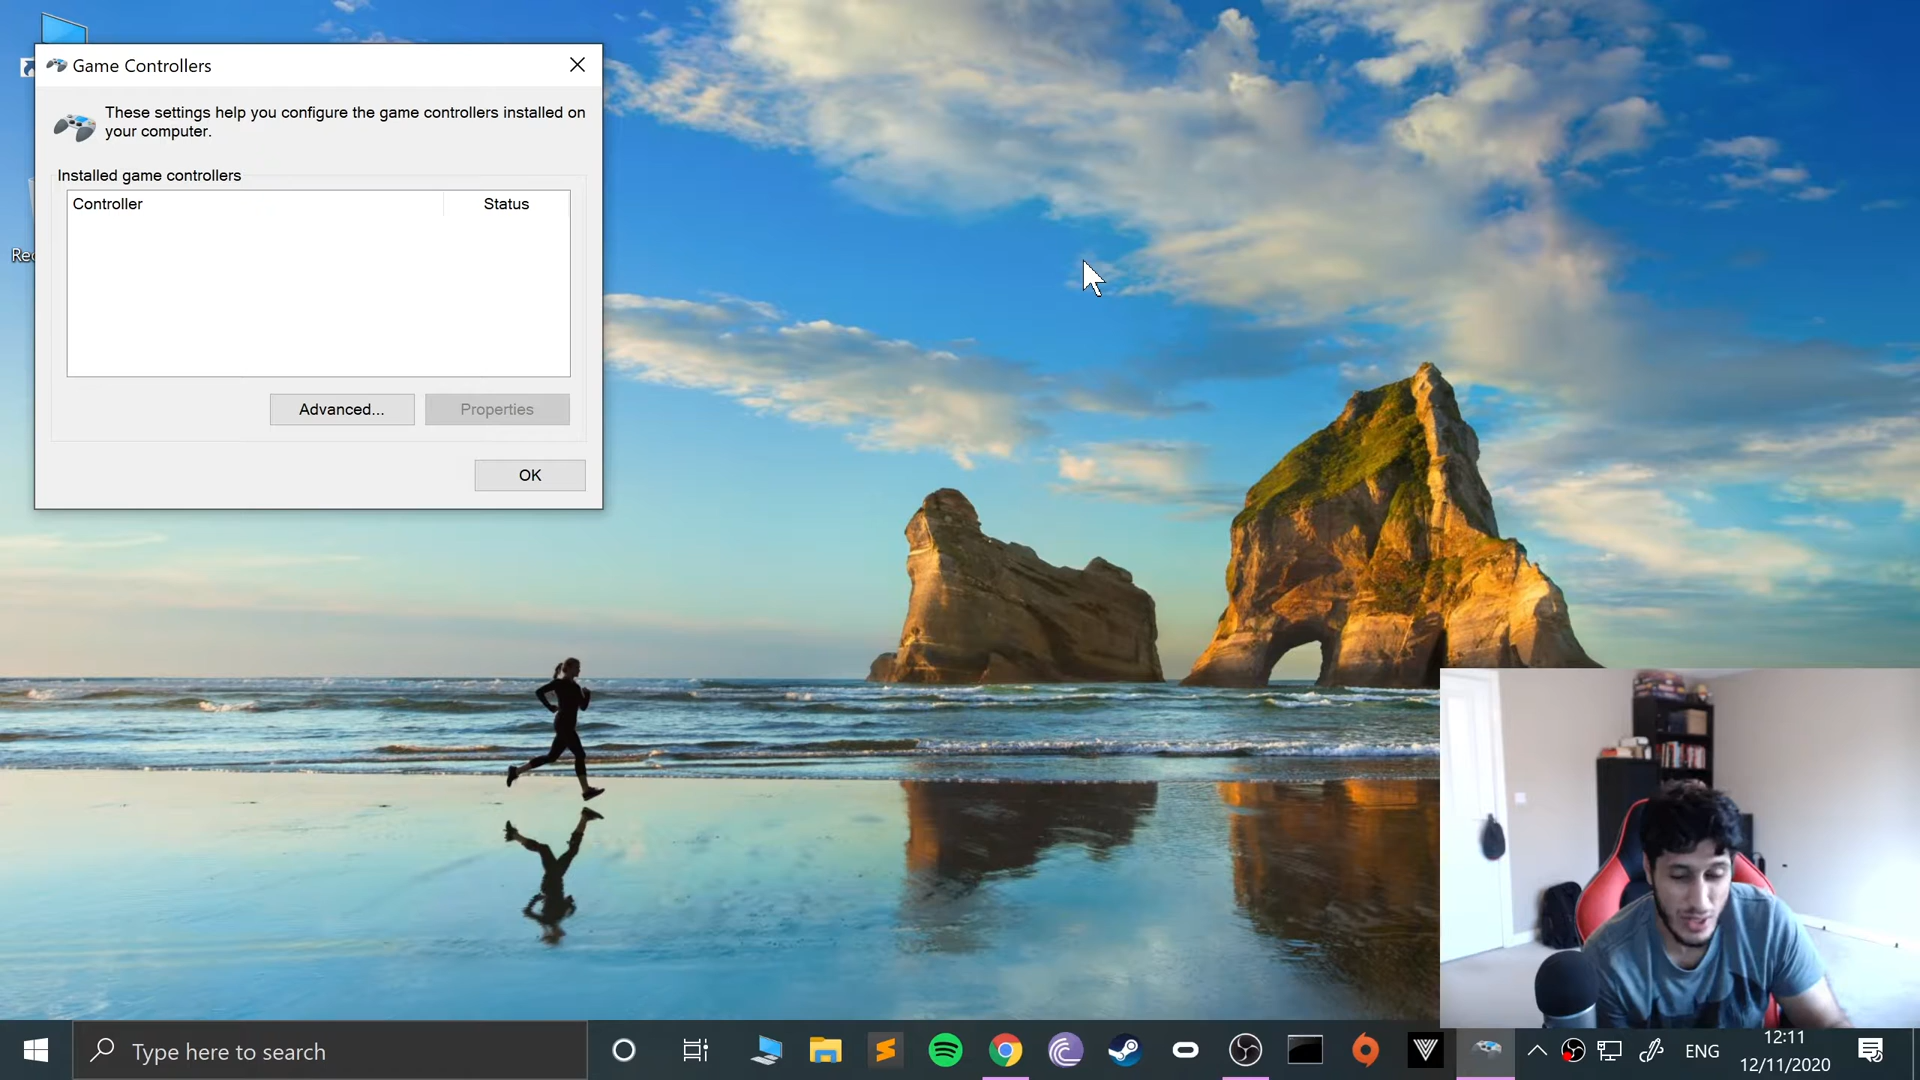 Game Controllers
These settings help you configure the game controllers installed on
your computer.
Installed game controllers
Controller Status
Advanced... Properties
OK
Type here to search
ENG
12:11
12/11/2020